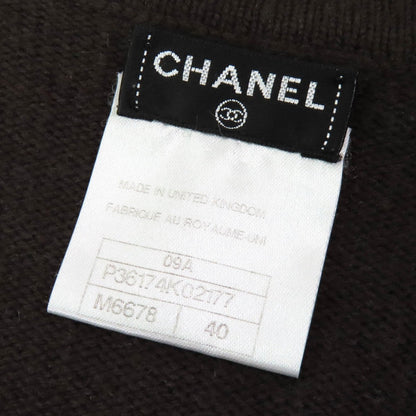 CHANEL
MADE IN UNITED KINGDOM
FABRIQUE AU ROYAUME-UNI
09A
P36174K02177
M6678 40